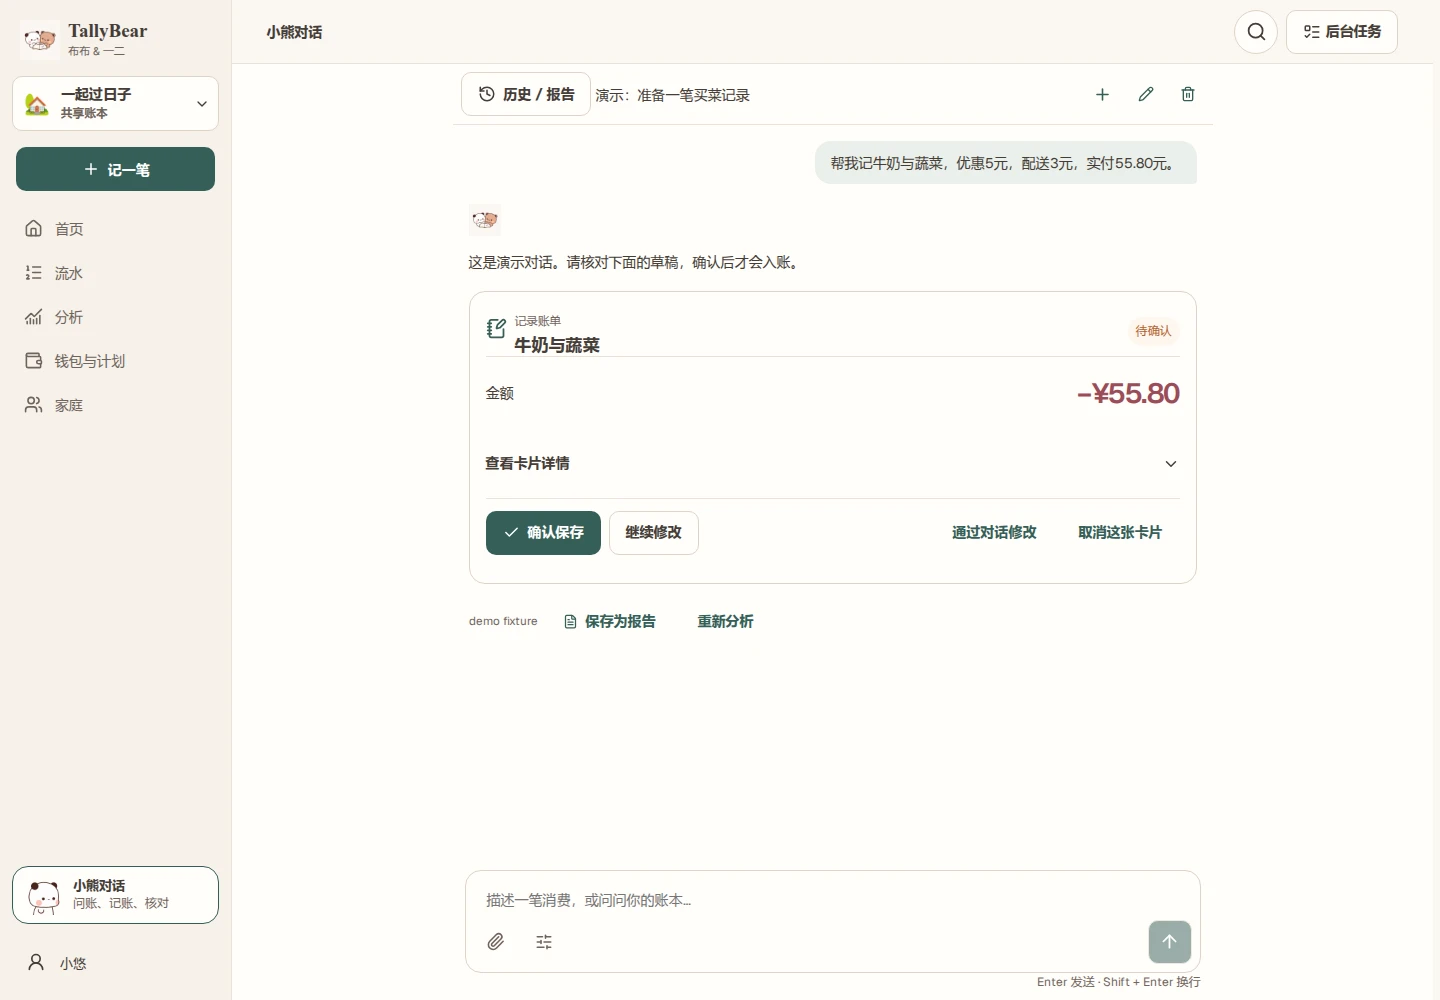 TallyBear
布布 & 一二
一起过日子
共享账本
记一笔
首页
流水
分析
钱包与计划
家庭
小熊对话
问账、记账、核对
小悠
小熊对话
后台任务
历史 / 报告
演示：准备一笔买菜记录
帮我记牛奶与蔬菜，优惠5元，配送3元，实付55.80元。
这是演示对话。请核对下面的草稿，确认后才会入账。
记录账单
牛奶与蔬菜
待确认
金额
−¥55.80
查看卡片详情
确认保存
继续修改
通过对话修改
取消这张卡片
demo fixture
保存为报告
重新分析
描述一笔消费，或问问你的账本…
Enter 发送 · Shift + Enter 换行